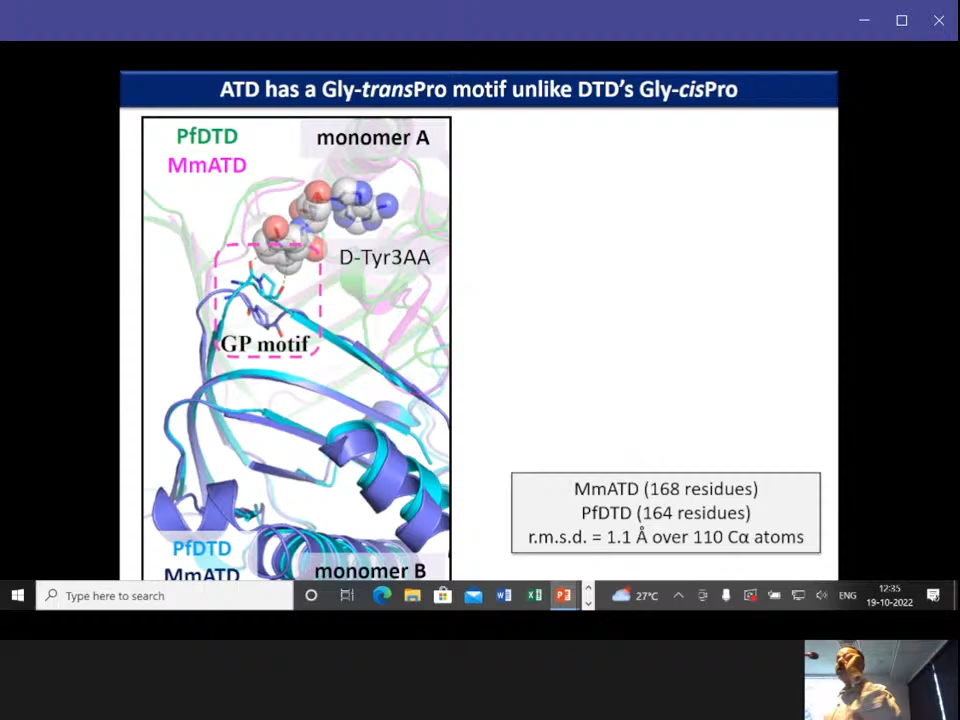 ATD has a Gly-transPro motif unlike DTD's Gly-cisPro
PfDTD
MmATD
monomer A
D-Tyr3AA
GP motif
PfDTD
MmATD
monomer B
MmATD (168 residues)
PfDTD (164 residues)
r.m.s.d. = 1.1 Å over 110 Cα atoms
Type here to search
27°C
ENG
12:35
19-10-2022